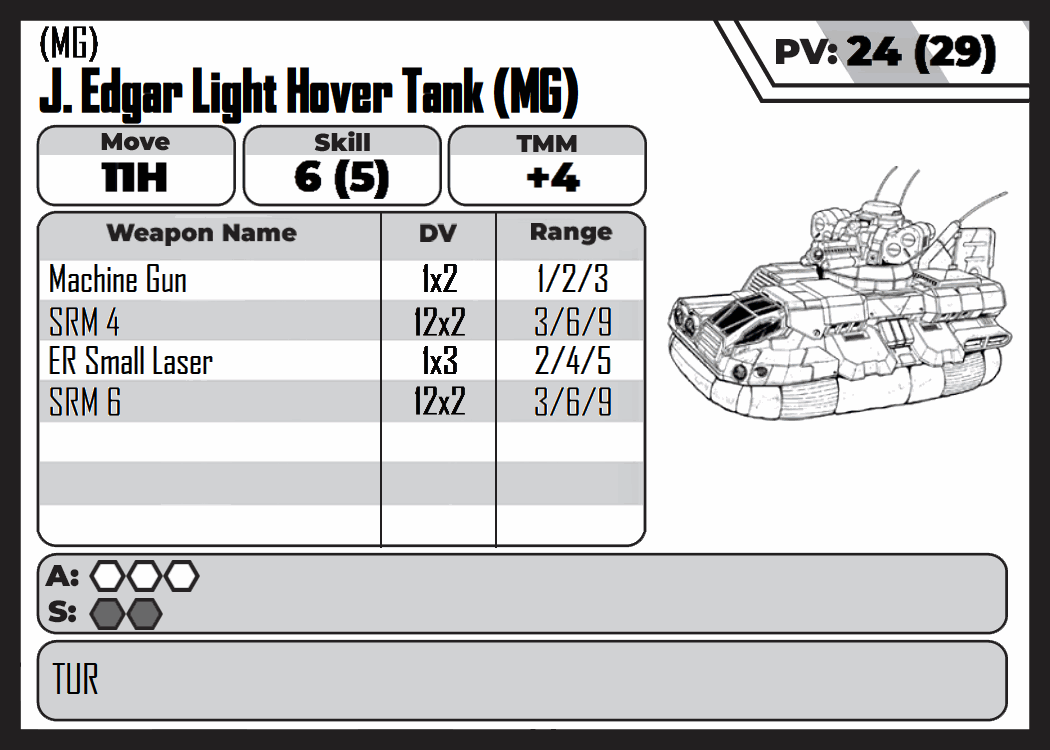 (MG)
J. Edgar Light Hover Tank (MG)
PV: 24 (29)
Move Skill TMM
11H 6 (5) +4
Weapon Name DV Range
Machine Gun 1x2 1/2/3
SRM 4 12x2 3/6/9
ER Small Laser 1x3 2/4/5
SRM 6 12x2 3/6/9
A:
S:
TUR